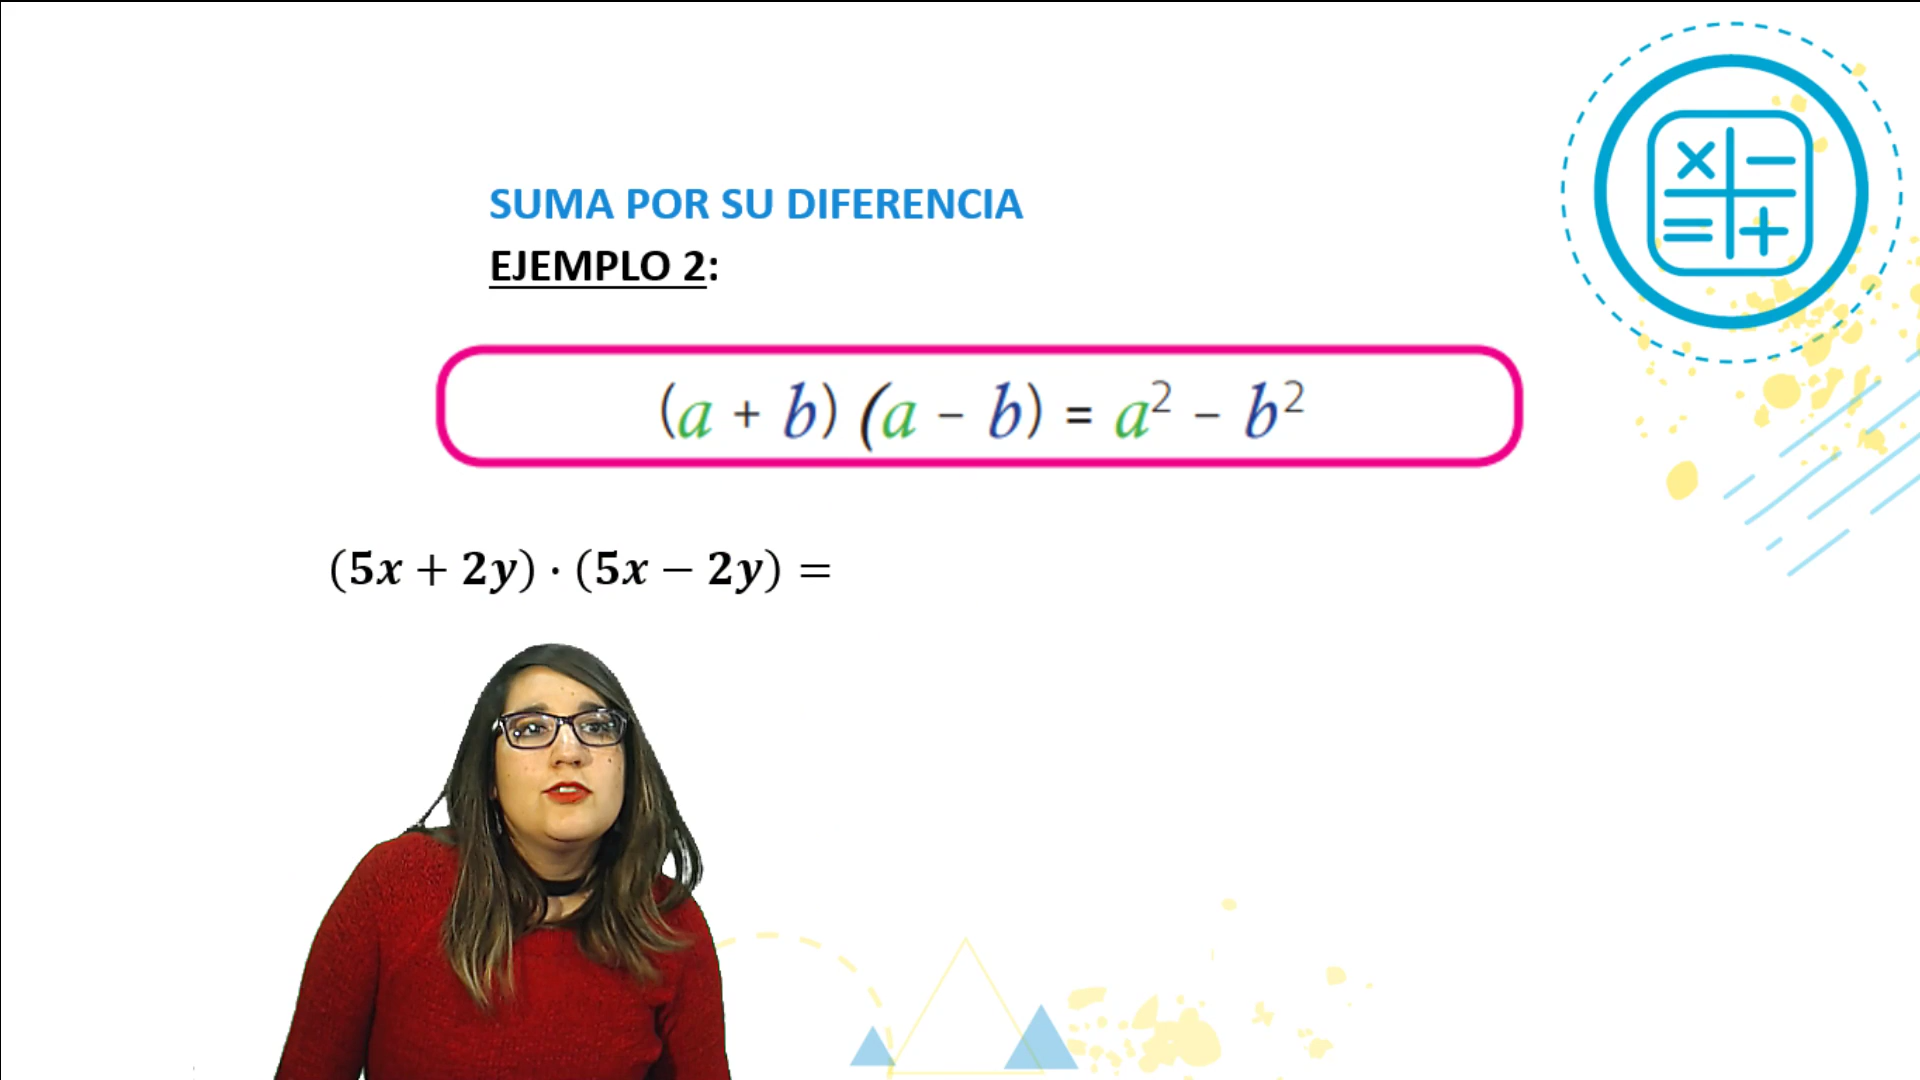 SUMA POR SU DIFERENCIA
EJEMPLO 2:
(a + b) (a - b) = a² - b²
(5x + 2y) · (5x − 2y) =